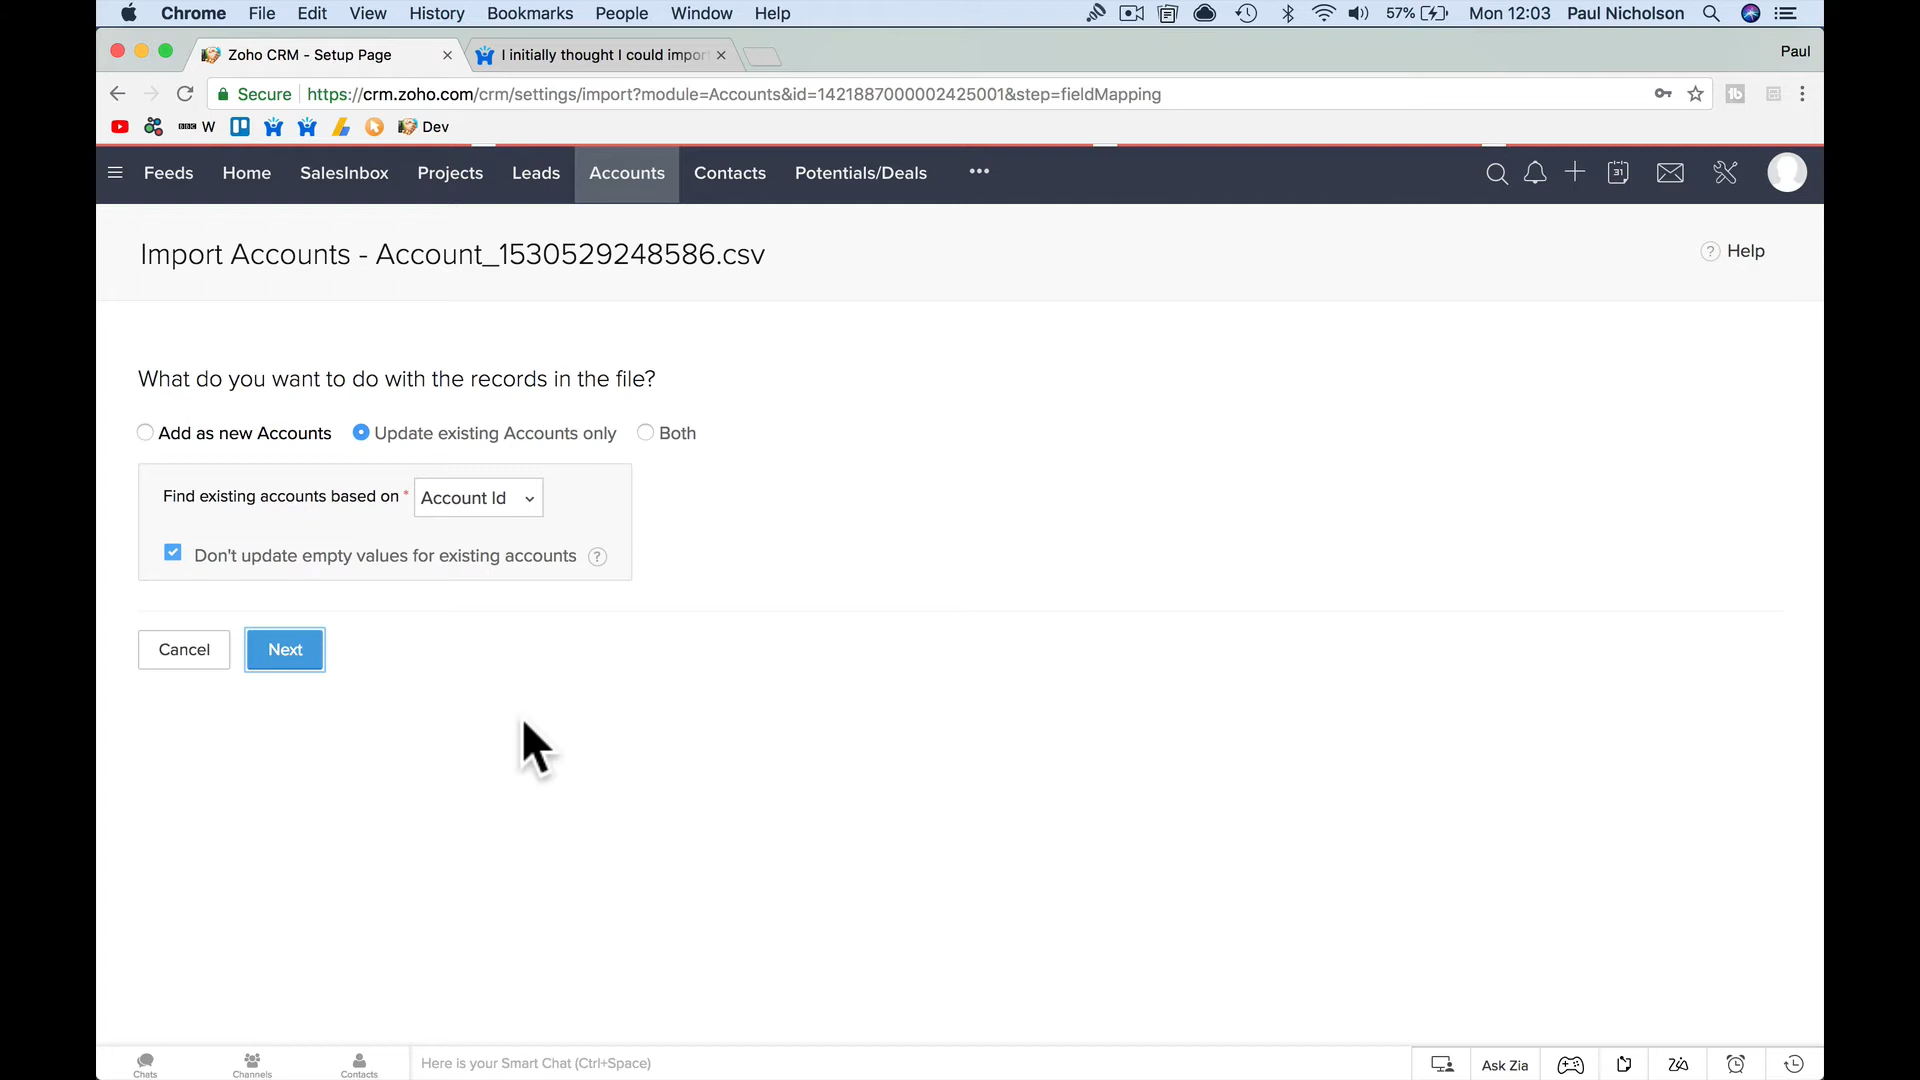 Chrome File Edit View History Bookmarks People Window Help 57% Mon 12:03 Paul Nicholson
Zoho CRM - Setup Page I initially thought I could impor Paul
Secure https://crm.zoho.com/crm/settings/import?module=Accounts&id=1421887000002425001&step=fieldMapping
BBC W Dev
Feeds Home SalesInbox Projects Leads Accounts Contacts Potentials/Deals ••• 31
Import Accounts - Account_1530529248586.csv ? Help
What do you want to do with the records in the file?
Add as new Accounts Update existing Accounts only Both
Find existing accounts based on * Account Id
Don't update empty values for existing accounts ?
Cancel Next
Chats Channels Contacts Here is your Smart Chat (Ctrl+Space) Ask Zia